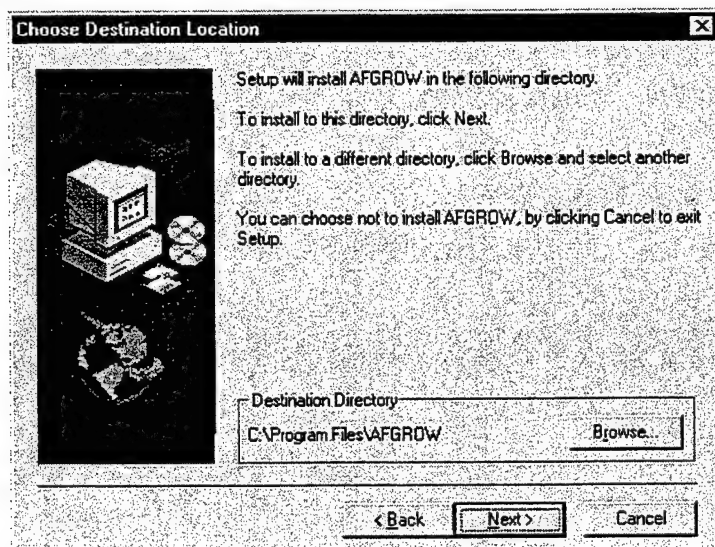 Choose Destination Location
Setup will install AFGROW in the following directory.
To install to this directory, click Next.
To install to a different directory, click Browse and select another
directory.
You can choose not to install AFGROW, by clicking Cancel to exit
Setup.
Destination Directory
C:\Program Files\AFGROW
Browse...
< Back
Next >
Cancel